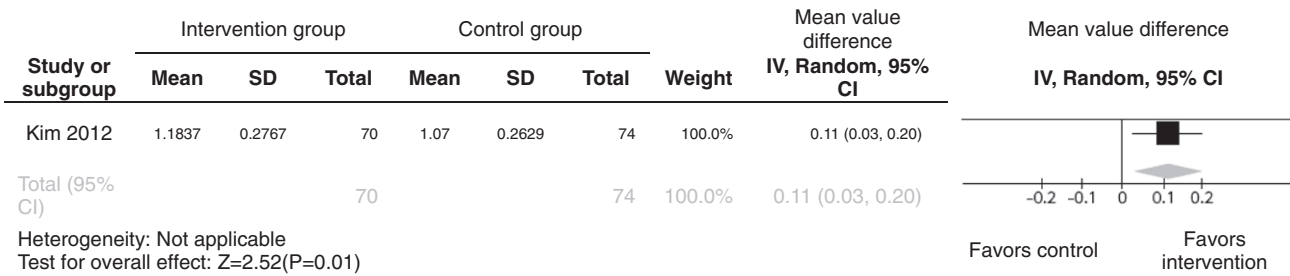 Intervention group Control group Mean value difference Mean value difference
Study or subgroup Mean SD Total Mean SD Total Weight IV, Random, 95% CI IV, Random, 95% CI
Kim 2012 1.1837 0.2767 70 1.07 0.2629 74 100.0% 0.11 (0.03, 0.20)
Total (95% CI) 70 74 100.0% 0.11 (0.03, 0.20)
-0.2 -0.1 0 0.1 0.2
Heterogeneity: Not applicable
Test for overall effect: Z=2.52(P=0.01)
Favors control Favors intervention